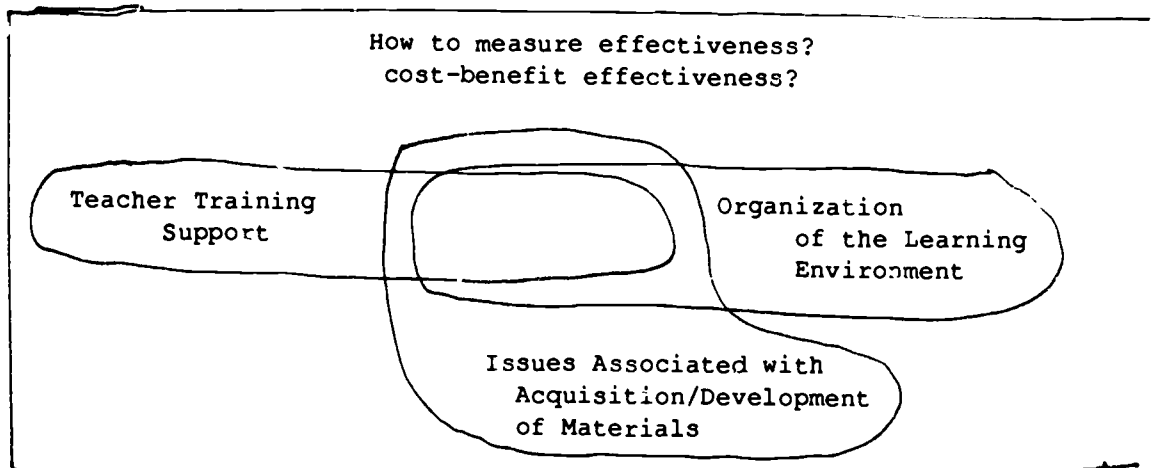 How to measure effectiveness?
cost-benefit effectiveness?
Teacher Training
Support
Organization
of the Learning
Environment
Issues Associated with
Acquisition/Development
of Materials